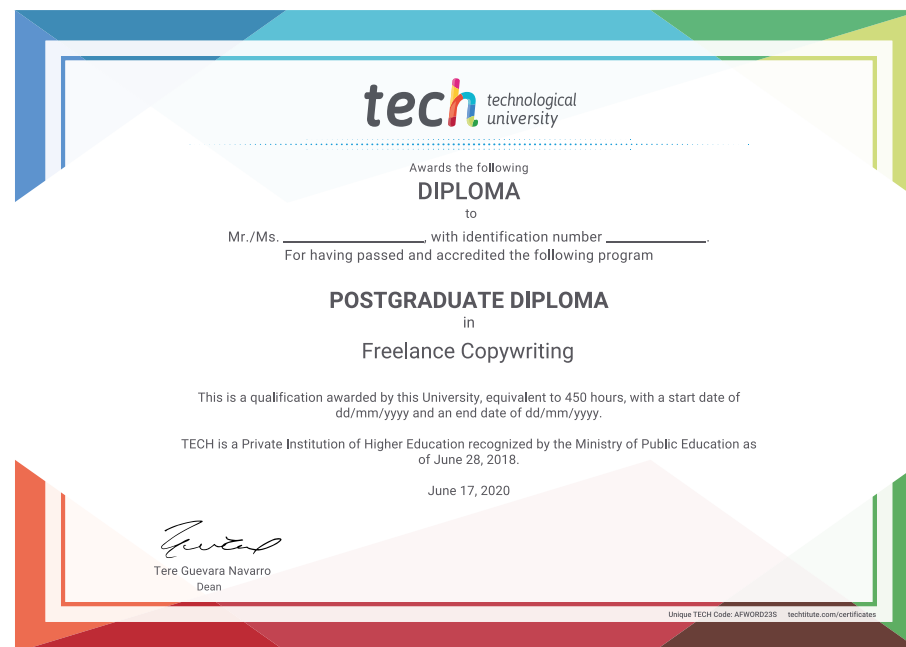 tech technological
university
Awards the following
DIPLOMA
to
Mr./Ms. ____________________, with identification number ______________.
For having passed and accredited the following program
POSTGRADUATE DIPLOMA
in
Freelance Copywriting
This is a qualification awarded by this University, equivalent to 450 hours, with a start date of
dd/mm/yyyy and an end date of dd/mm/yyyy.
TECH is a Private Institution of Higher Education recognized by the Ministry of Public Education as
of June 28, 2018.
June 17, 2020
Tere Guevara Navarro
Dean
Unique TECH Code: AFWORD23S techtitute.com/certificates